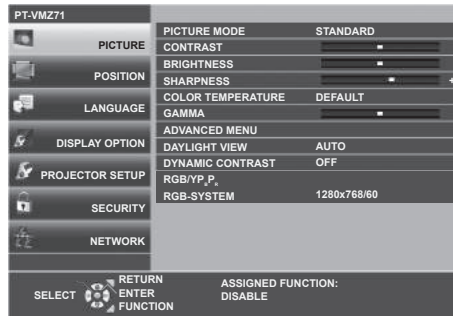 PT-VMZ71
PICTURE
POSITION
LANGUAGE
DISPLAY OPTION
PROJECTOR SETUP
SECURITY
NETWORK
PICTURE MODE STANDARD
CONTRAST
BRIGHTNESS
SHARPNESS +
COLOR TEMPERATURE DEFAULT
GAMMA
ADVANCED MENU
DAYLIGHT VIEW AUTO
DYNAMIC CONTRAST OFF
RGB/YPBPR
RGB-SYSTEM 1280x768/60
SELECT
RETURN
ENTER
FUNCTION
ASSIGNED FUNCTION:
DISABLE